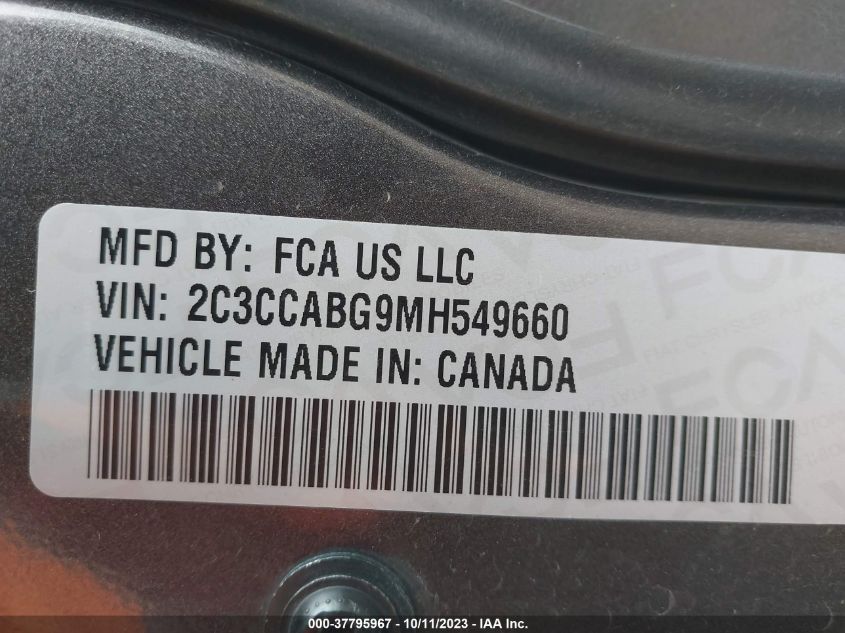 MFD BY: FCA US LLC
VIN: 2C3CCABG9MH549660
VEHICLE MADE IN: CANADA
000-37795967 - 10/11/2023 - IAA Inc.